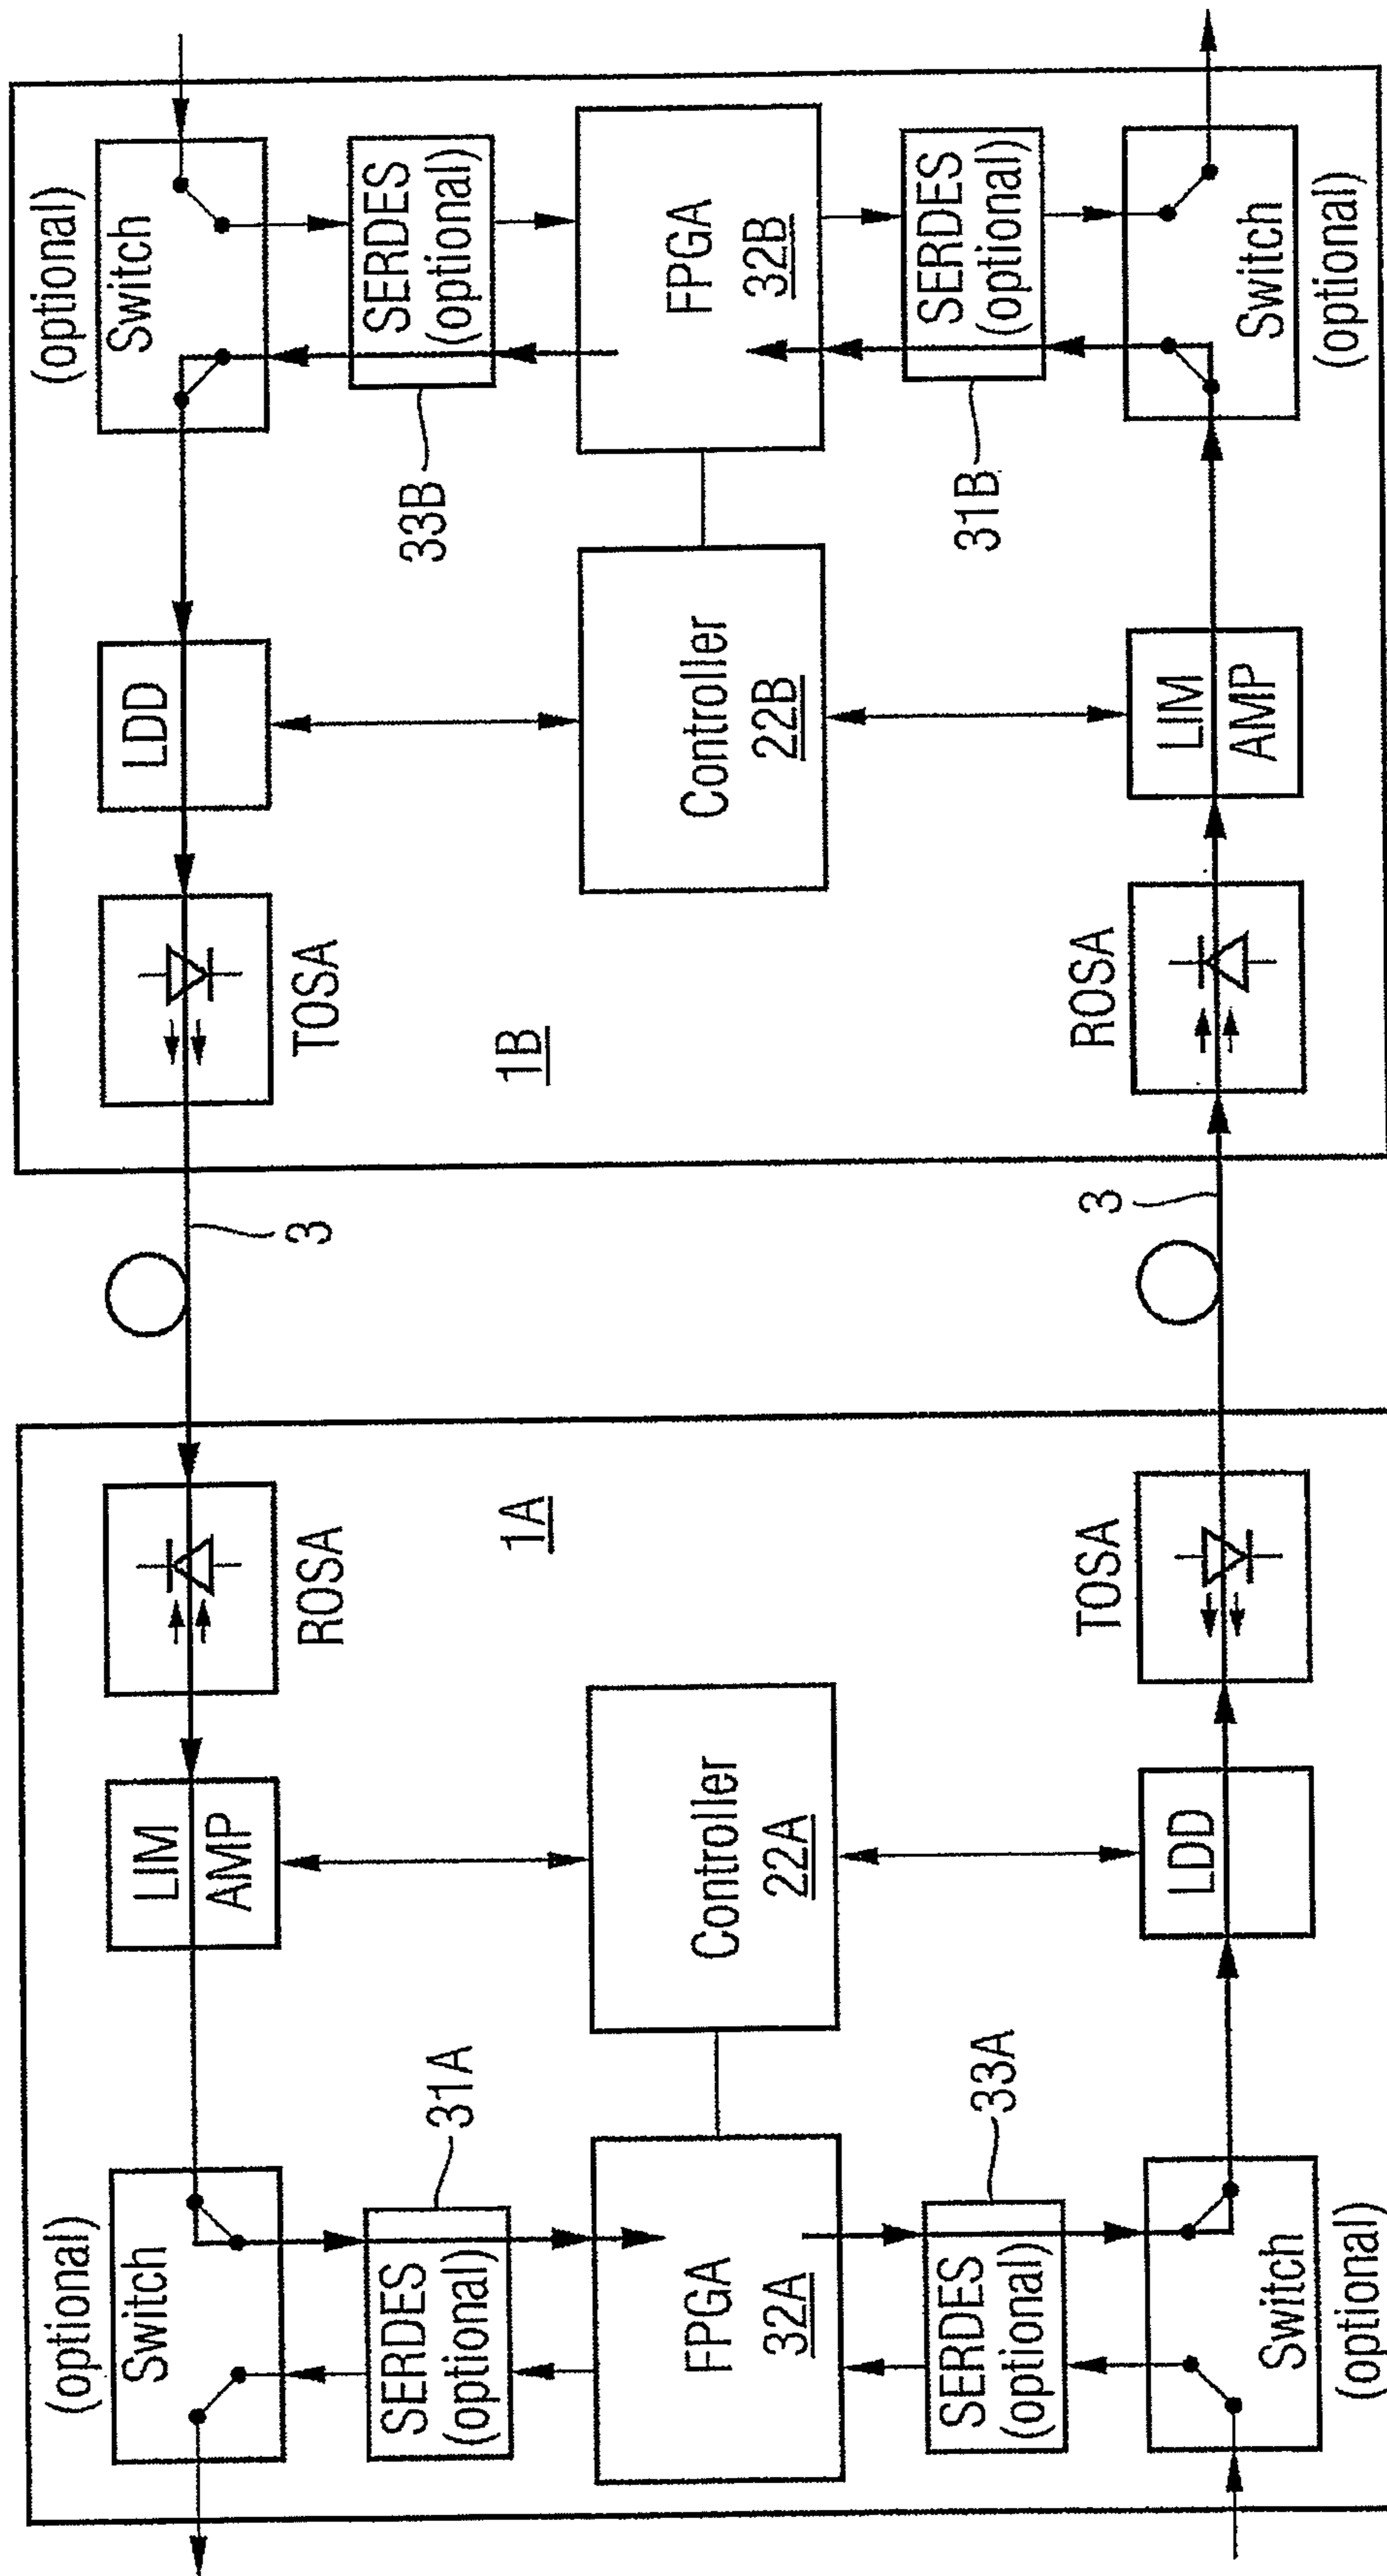 (optional)
Switch
31A
SERDES
(optional)
FPGA
32A
33A
SERDES
(optional)
Switch
(optional)
LIM
AMP
Controller
22A
LDD
ROSA
1A
TOSA
3
3
TOSA
1B
ROSA
LDD
Controller
22B
LIM
AMP
(optional)
Switch
33B
SERDES
(optional)
FPGA
32B
31B
SERDES
(optional)
Switch
(optional)